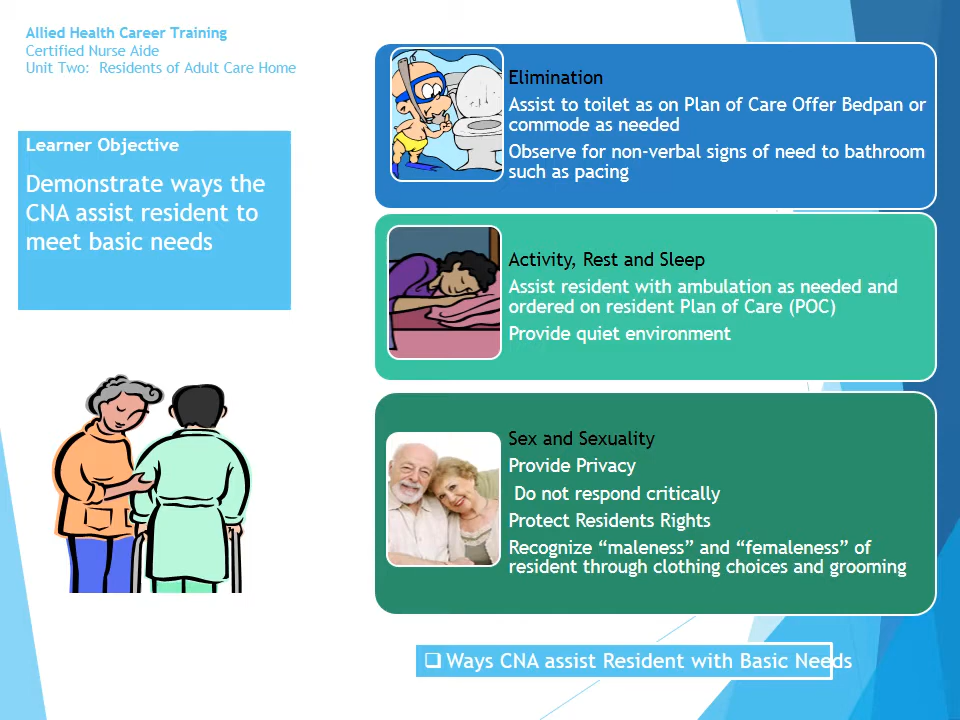 Allied Health Career Training
Certified Nurse Aide
Unit Two:  Residents of Adult Care Home
Learner Objective
Demonstrate ways the
CNA assist resident to
meet basic needs
Elimination
Assist to toilet as on Plan of Care Offer Bedpan or
commode as needed
Observe for non-verbal signs of need to bathroom
such as pacing
Activity, Rest and Sleep
Assist resident with ambulation as needed and
ordered on resident Plan of Care (POC)
Provide quiet environment
Sex and Sexuality
Provide Privacy
Do not respond critically
Protect Residents Rights
Recognize “maleness” and “femaleness” of
resident through clothing choices and grooming
❑ Ways CNA assist Resident with Basic Needs